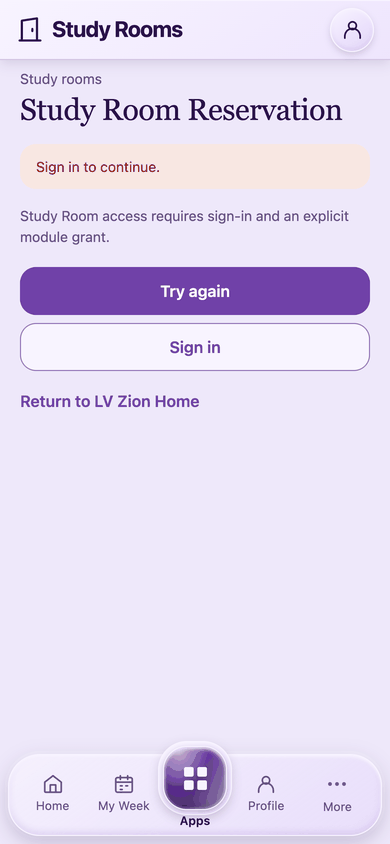 Study Rooms
Study rooms
Study Room Reservation
Sign in to continue.
Study Room access requires sign-in and an explicit
module grant.
Try again
Sign in
Return to LV Zion Home
Home
My Week
Apps
Profile
More